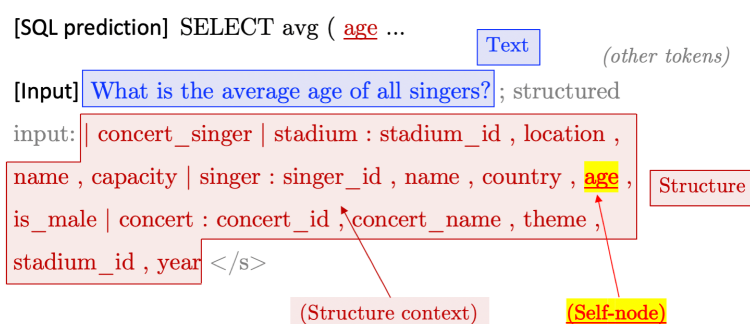 [SQL prediction] SELECT avg ( age ...
Text
(other tokens)
[Input] What is the average age of all singers? ; structured
input: | concert_singer | stadium : stadium_id , location ,
name , capacity | singer : singer_id , name , country , age ,
Structure
is_male | concert : concert_id , concert_name , theme ,
stadium_id , year </s>
(Structure context)
(Self-node)